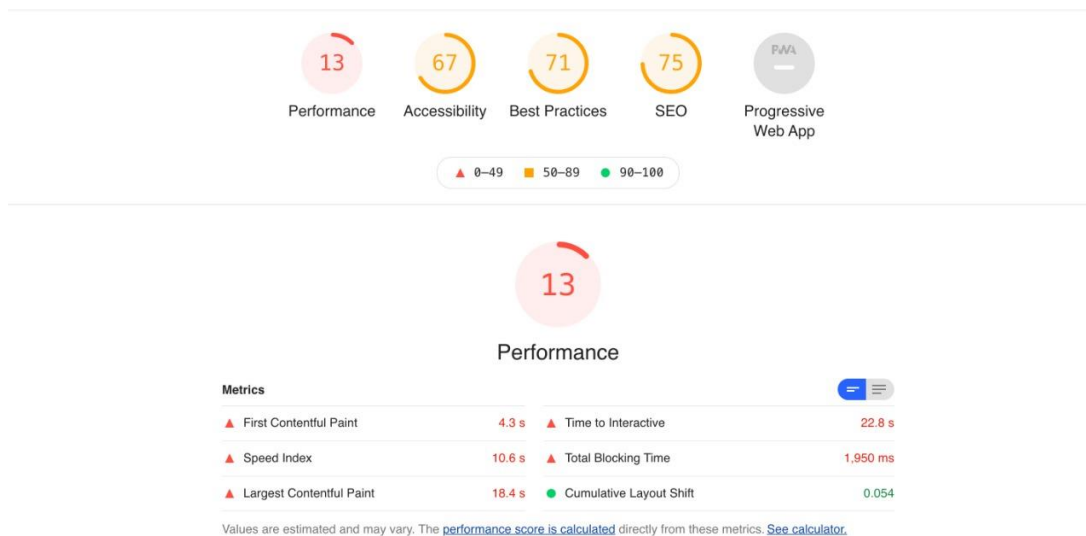 13 67 71 75 PWA
Performance Accessibility Best Practices SEO Progressive
Web App
0–49 50–89 90–100
13
Performance
Metrics
First Contentful Paint 4.3 s Time to Interactive 22.8 s
Speed Index 10.6 s Total Blocking Time 1,950 ms
Largest Contentful Paint 18.4 s Cumulative Layout Shift 0.054
Values are estimated and may vary. The performance score is calculated directly from these metrics. See calculator.